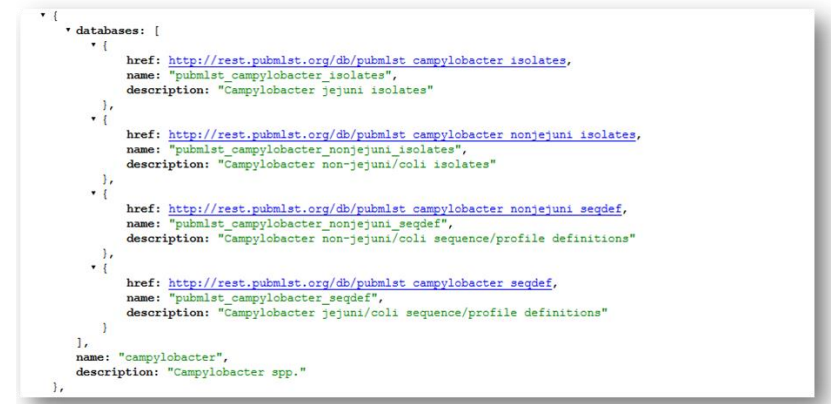 ▾ {
▾ databases: [
▾ {
href: http://rest.pubmlst.org/db/pubmlst_campylobacter_isolates,
name: "pubmlst_campylobacter_isolates",
description: "Campylobacter jejuni isolates"
},
▾ {
href: http://rest.pubmlst.org/db/pubmlst_campylobacter_nonjejuni_isolates,
name: "pubmlst_campylobacter_nonjejuni_isolates",
description: "Campylobacter non-jejuni/coli isolates"
},
▾ {
href: http://rest.pubmlst.org/db/pubmlst_campylobacter_nonjejuni_seqdef,
name: "pubmlst_campylobacter_nonjejuni_seqdef",
description: "Campylobacter non-jejuni/coli sequence/profile definitions"
},
▾ {
href: http://rest.pubmlst.org/db/pubmlst_campylobacter_seqdef,
name: "pubmlst_campylobacter_seqdef",
description: "Campylobacter jejuni/coli sequence/profile definitions"
}
],
name: "campylobacter",
description: "Campylobacter spp."
},